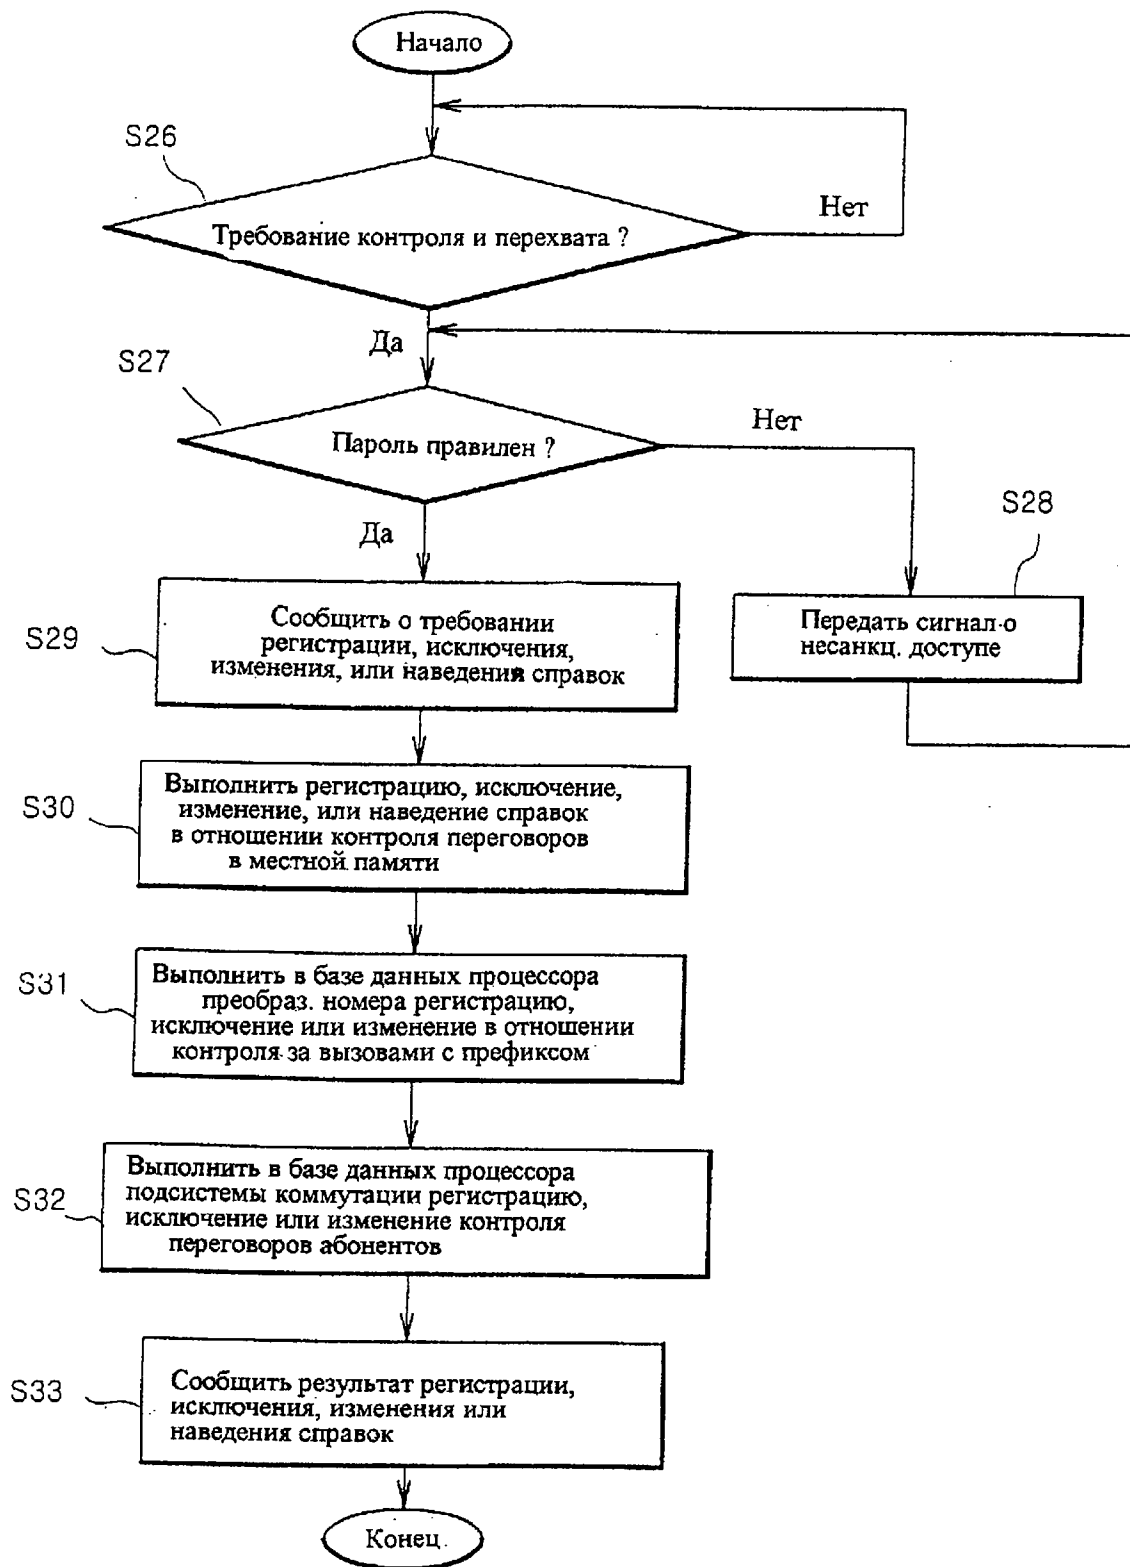 Начало
S26
Нет
Требование контроля и перехвата ?
Да
S27
Нет
Пароль правилен ?
S28
Да
Передать сигнал о
несанкц. доступе
S29
Сообщить о требовании
регистрации, исключения,
изменения, или наведения справок
S30
Выполнить регистрацию, исключение,
изменение, или наведение справок
в отношении контроля переговоров
в местной памяти
S31
Выполнить в базе данных процессора
преобраз. номера регистрацию,
исключение или изменение в отношении
контроля за вызовами с префиксом
S32
Выполнить в базе данных процессора
подсистемы коммутации регистрацию,
исключение или изменение контроля
переговоров абонентов
S33
Сообщить результат регистрации,
исключения, изменения или
наведения справок
Конец